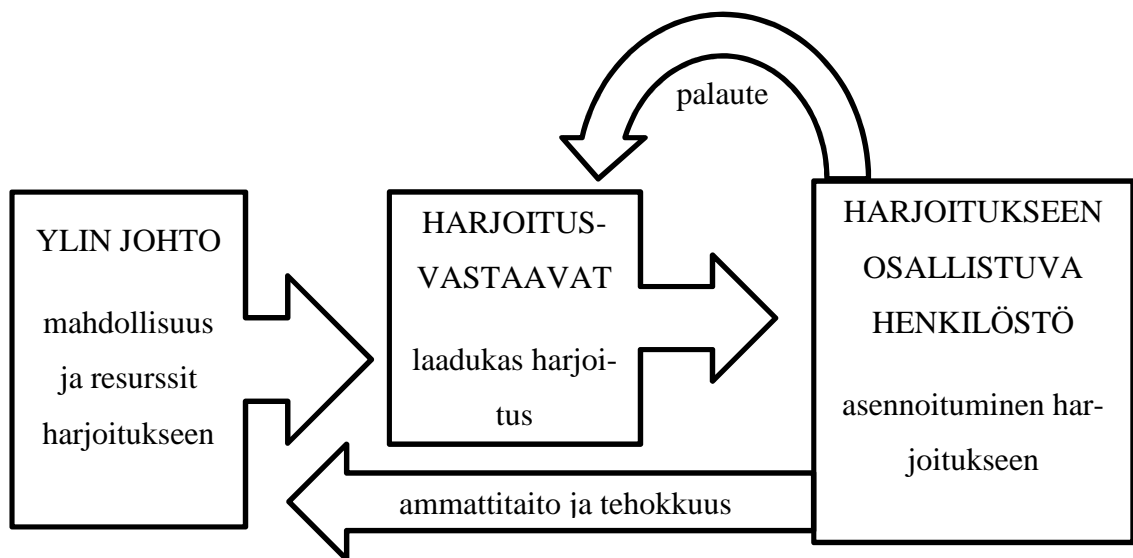 palaute
YLIN JOHTO
mahdollisuus
ja resurssit
harjoitukseen
HARJOITUS-
VASTAAVAT
laadukas harjoi-
tus
HARJOITUKSEEN
OSALLISTUVA
HENKILÖSTÖ
asennoituminen har-
joitukseen
ammattitaito ja tehokkuus